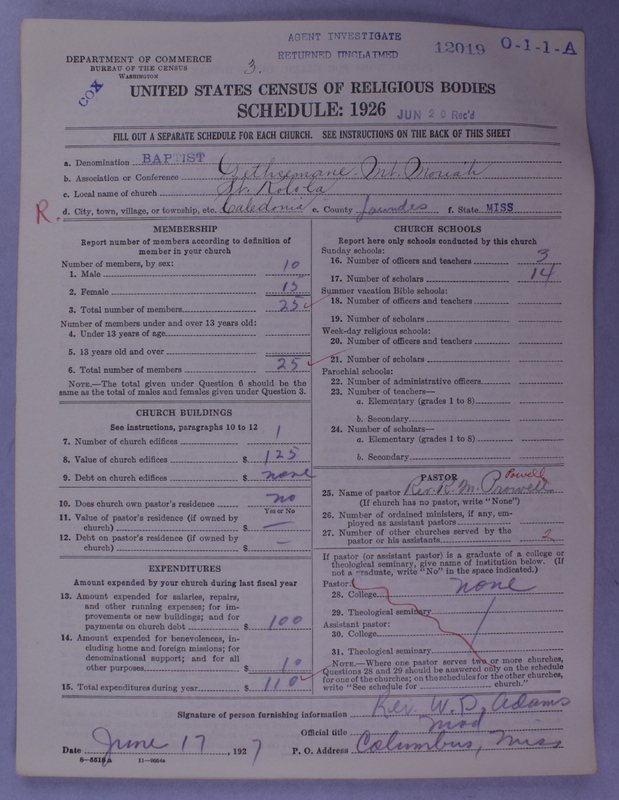 AGENT INVESTIGATE
RETURNED UNCLAIMED
12019 O-1-1-A
3.
DEPARTMENT OF COMMERCE
BUREAU OF THE CENSUS
WASHINGTON
COX
UNITED STATES CENSUS OF RELIGIOUS BODIES
SCHEDULE: 1926 JUN 20 Rec'd
FILL OUT A SEPARATE SCHEDULE FOR EACH CHURCH. SEE INSTRUCTIONS ON THE BACK OF THIS SHEET
a. Denomination BAPTIST
b. Association or Conference Gethsemane - Mt. Moriah
c. Local name of church St. Kolola
R. d. City, town, village, or township, etc. Caledonia e. County Lowndes f. State MISS
MEMBERSHIP
Report number of members according to definition of
member in your church
Number of members, by sex:
1. Male 10
2. Female 15
3. Total number of members 25
Number of members under and over 13 years old:
4. Under 13 years of age
5. 13 years old and over
6. Total number of members 25
NOTE.—The total given under Question 6 should be the
same as the total of males and females given under Question 3.
CHURCH BUILDINGS
See instructions, paragraphs 10 to 12
7. Number of church edifices 1
8. Value of church edifices $ 125
9. Debt on church edifices $ none
10. Does church own pastor's residence no
Yes or No
11. Value of pastor's residence (if owned by
church) $ —
12. Debt on pastor's residence (if owned by
church) $ —
EXPENDITURES
Amount expended by your church during last fiscal year
13. Amount expended for salaries, repairs,
and other running expenses; for im-
provements or new buildings; and for
payments on church debt $ 100
14. Amount expended for benevolences, in-
cluding home and foreign missions; for
denominational support; and for all
other purposes $ 10
15. Total expenditures during year $ 110
CHURCH SCHOOLS
Report here only schools conducted by this church
Sunday schools:
16. Number of officers and teachers 3
17. Number of scholars 14
Summer vacation Bible schools:
18. Number of officers and teachers
19. Number of scholars
Week-day religious schools:
20. Number of officers and teachers
21. Number of scholars
Parochial schools:
22. Number of administrative officers
23. Number of teachers—
a. Elementary (grades 1 to 8)
b. Secondary
24. Number of scholars—
a. Elementary (grades 1 to 8)
b. Secondary
PASTOR
Powell
25. Name of pastor Rev. R. M. Prowell
(If church has no pastor, write "None")
26. Number of ordained ministers, if any, em-
ployed as assistant pastors
27. Number of other churches served by the
pastor or his assistants 2
If pastor (or assistant pastor) is a graduate of a college or
theological seminary, give name of institution below. (If
not a graduate, write "No" in the space indicated.)
Pastor:
28. College none
29. Theological seminary
Assistant pastor:
30. College
31. Theological seminary
NOTE.—Where one pastor serves two or more churches,
Questions 28 and 29 should be answered only on the schedule
for one of the churches; on the schedules for the other churches,
write "See schedule for church."
Signature of person furnishing information Rev. W. D. Adams
Official title Mod
Date June 17, 1927 P. O. Address Columbus, Miss
8-5513A 11-9084a